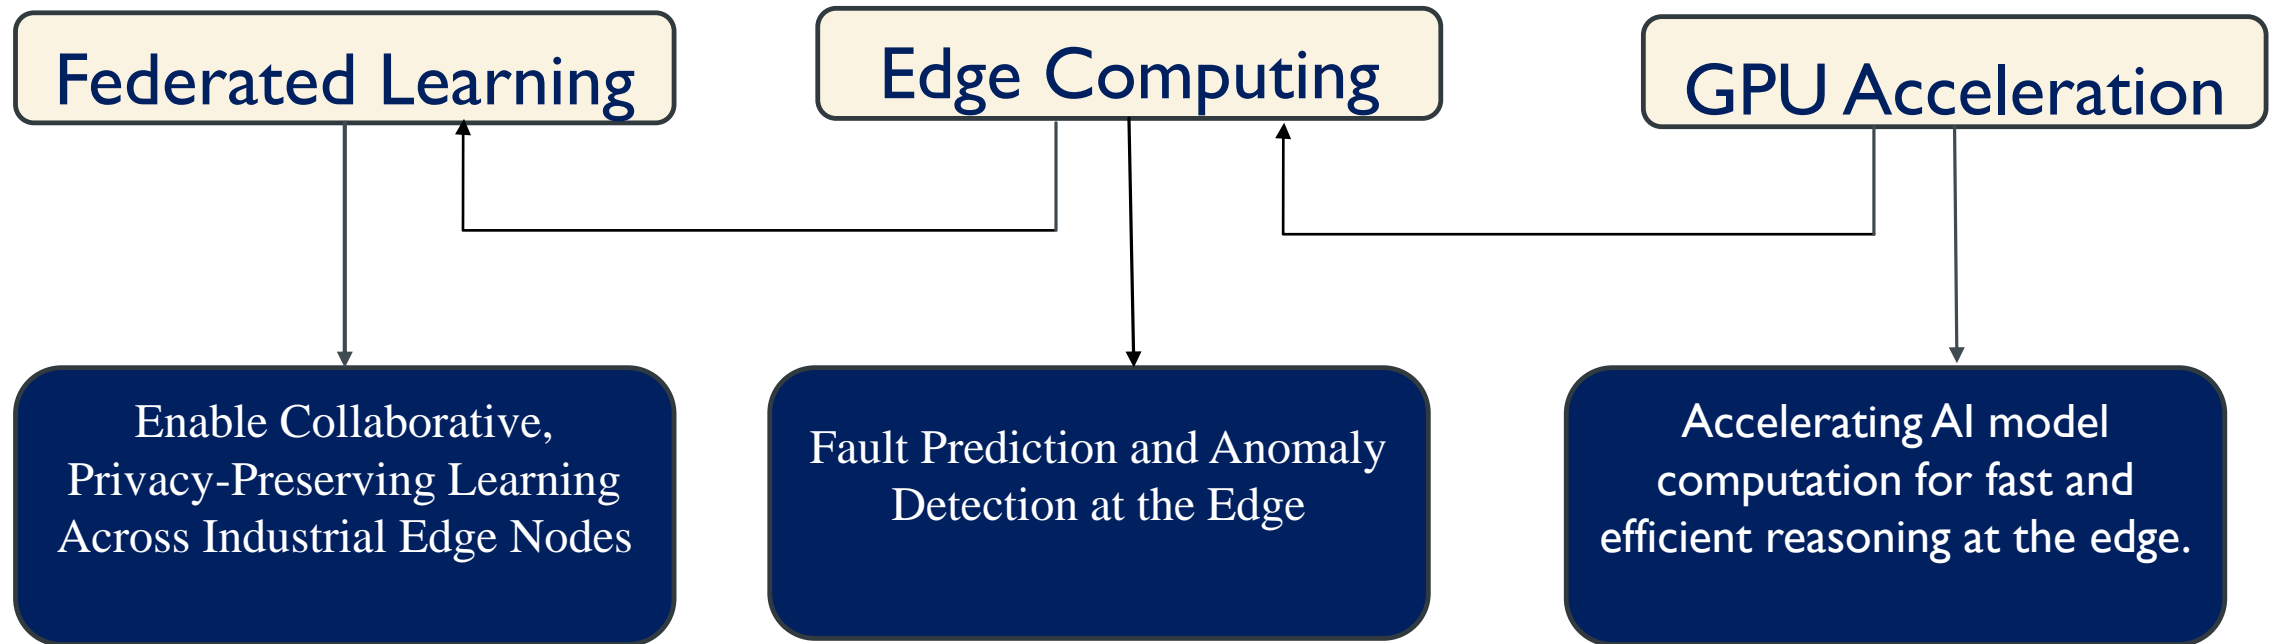 Federated Learning
Edge Computing
GPU Acceleration
Enable Collaborative,
Privacy-Preserving Learning
Across Industrial Edge Nodes
Fault Prediction and Anomaly
Detection at the Edge
Accelerating AI model
computation for fast and
efficient reasoning at the edge.